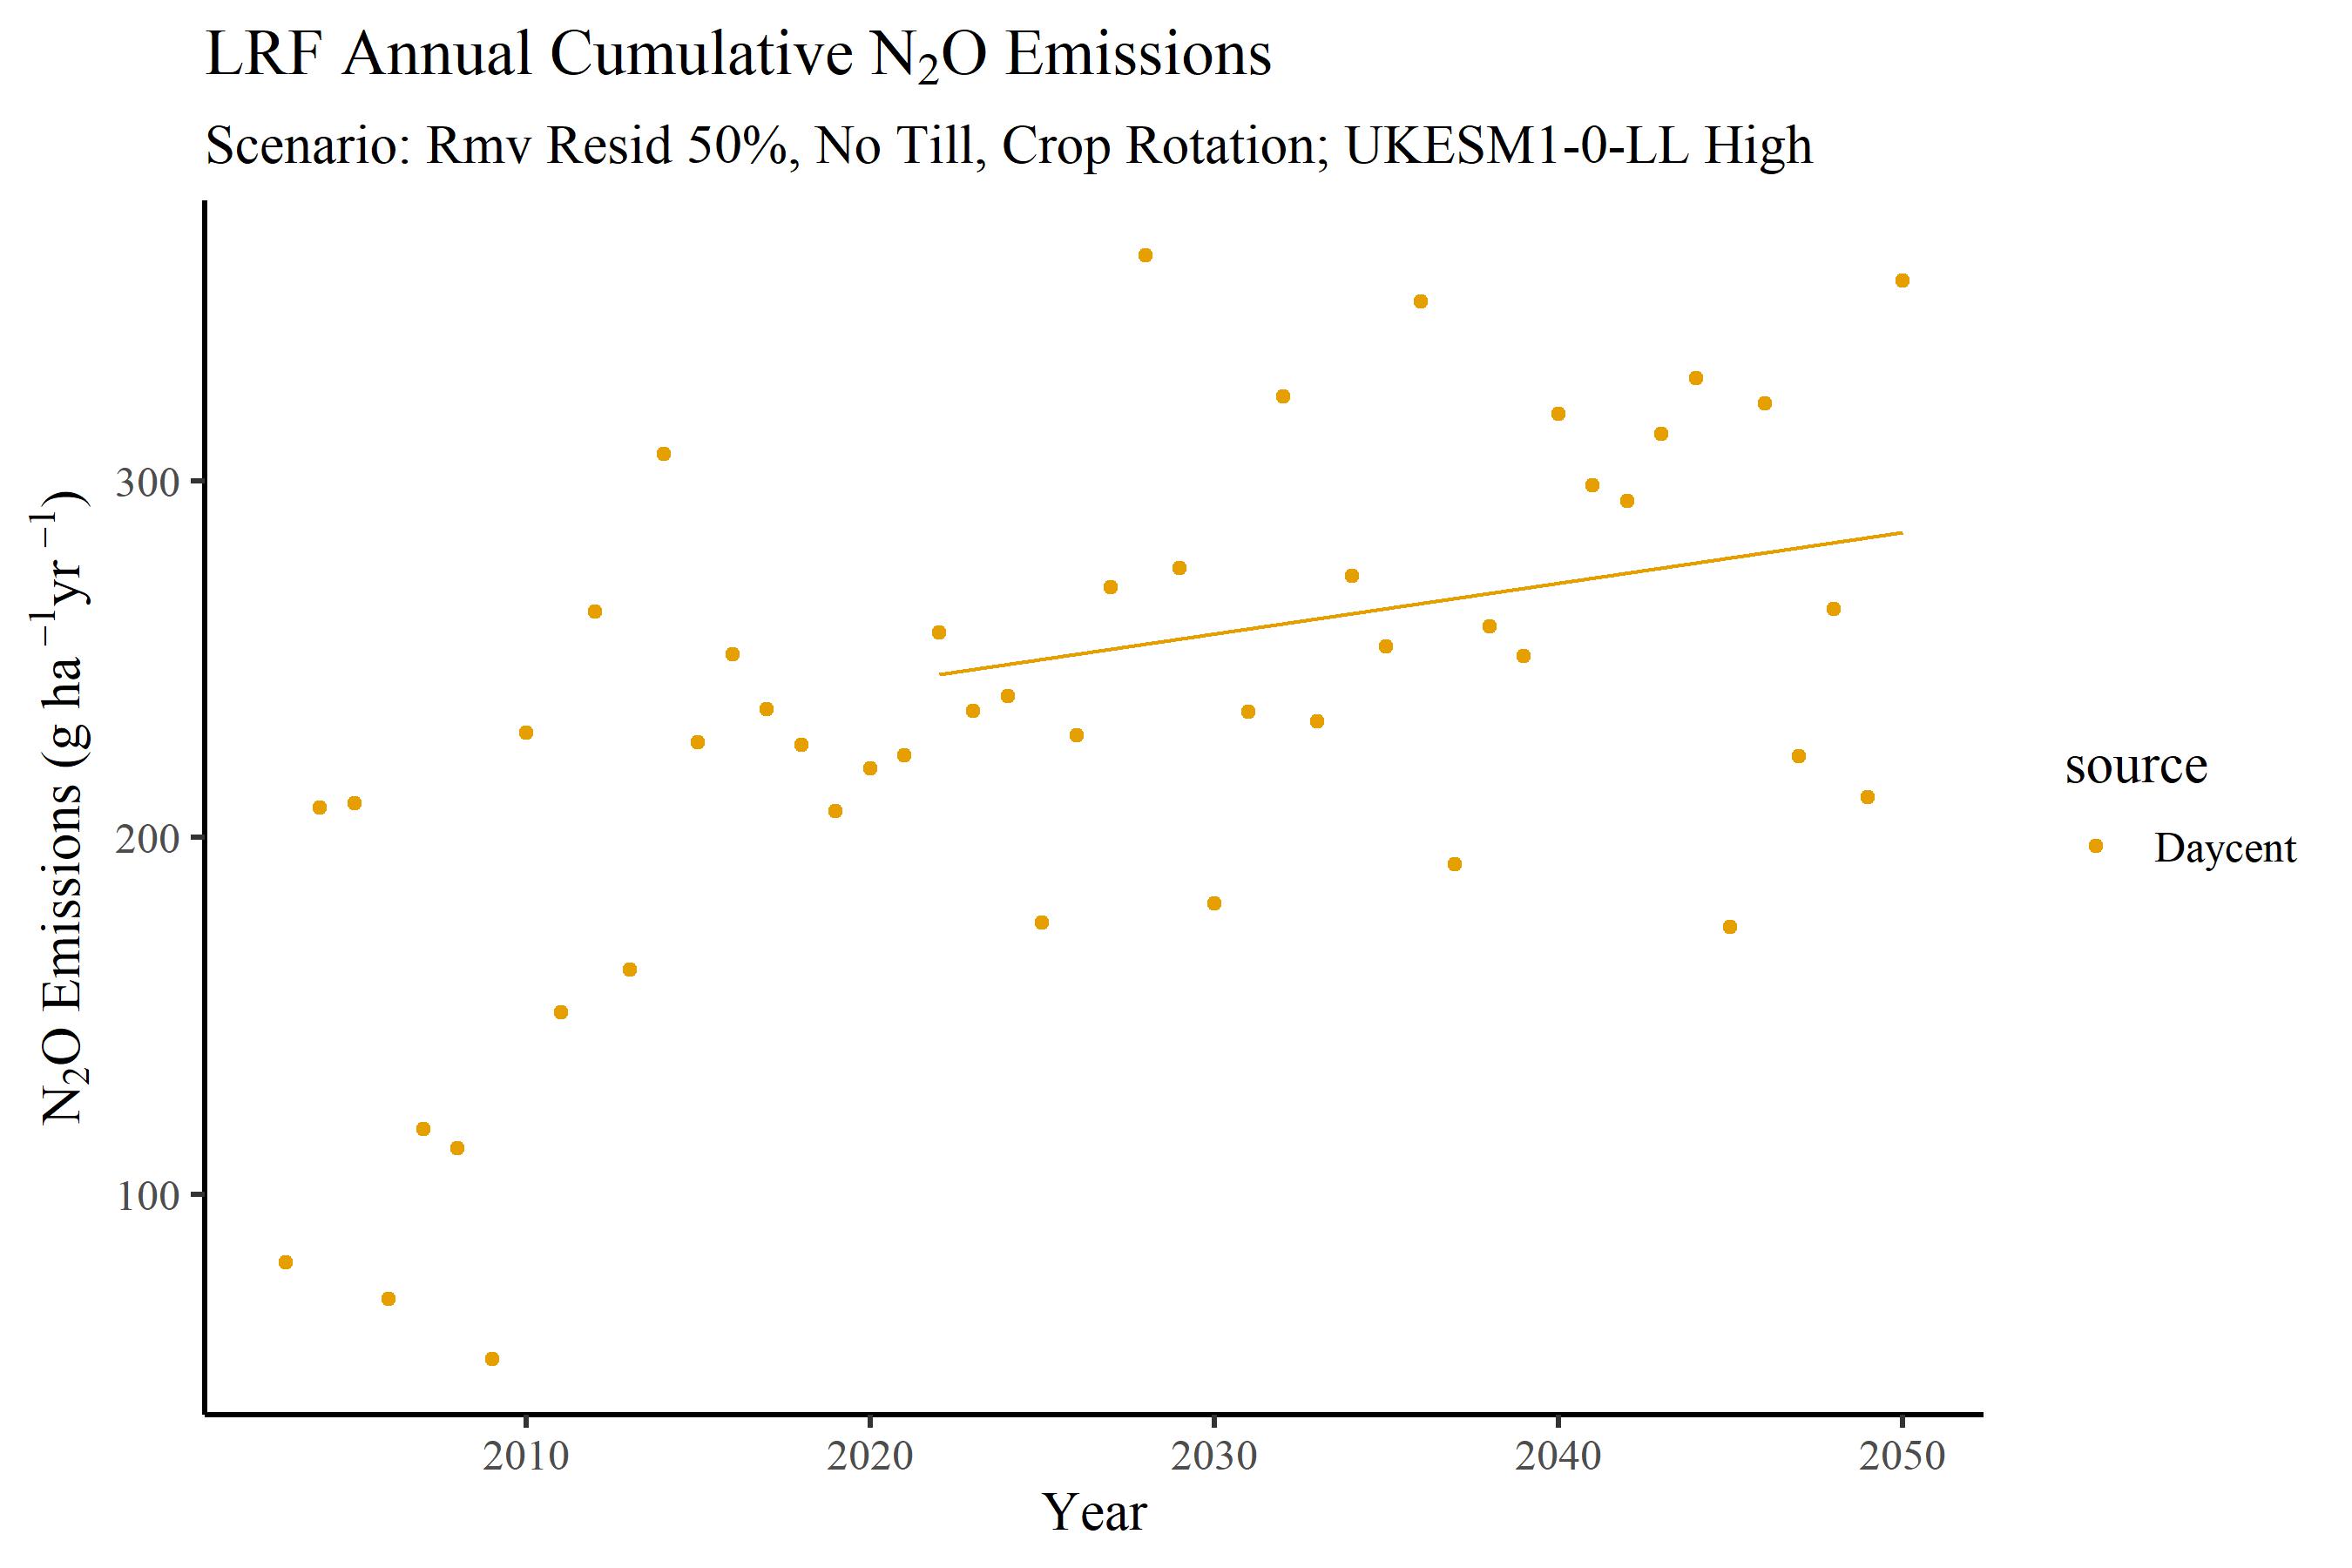 LRF Annual Cumulative N₂O Emissions
Scenario: Rmv Resid 50%, No Till, Crop Rotation; UKESM1-0-LL High
N₂O Emissions (g ha ⁻¹yr ⁻¹)
300
200
100
2010
2020
2030
2040
2050
Year
source
Daycent